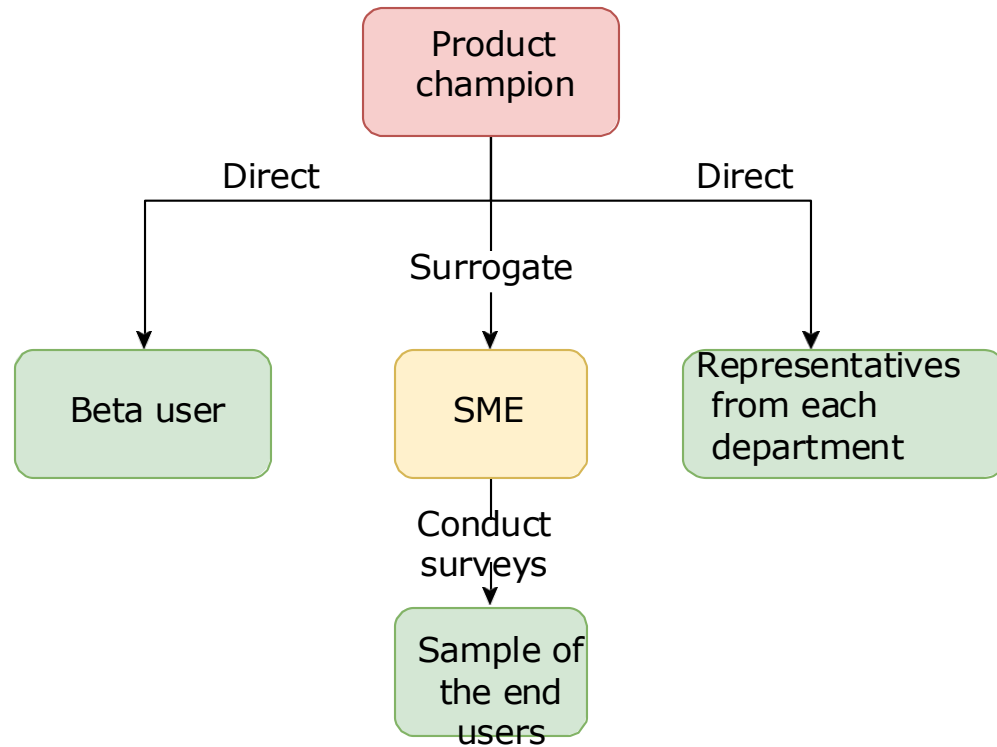 Product
champion
Direct
Direct
Surrogate
Beta user
SME
Representatives
from each
department
Conduct
surveys
Sample of
the end
users